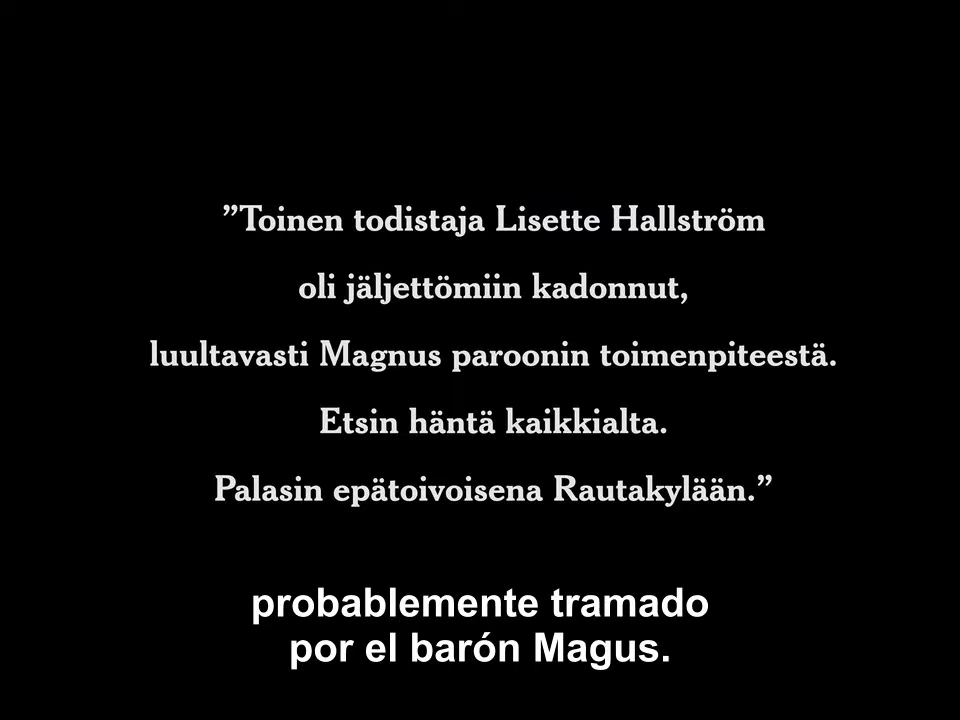 ”Toinen todistaja Lisette Hallström
oli jäljettömiin kadonnut,
luultavasti Magnus paroonin toimenpiteestä.
Etsin häntä kaikkialta.
Palasin epätoivoisena Rautakylään.”
probablemente tramado
por el barón Magus.